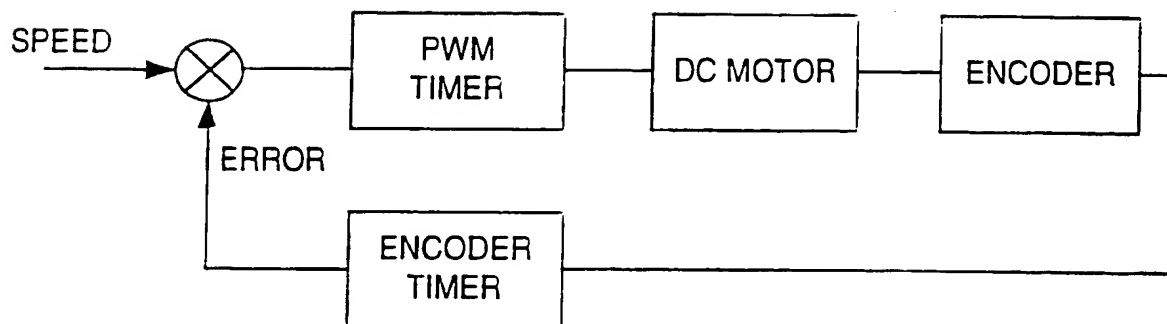 SPEED
PWM
TIMER
DC MOTOR
ENCODER
ERROR
ENCODER
TIMER